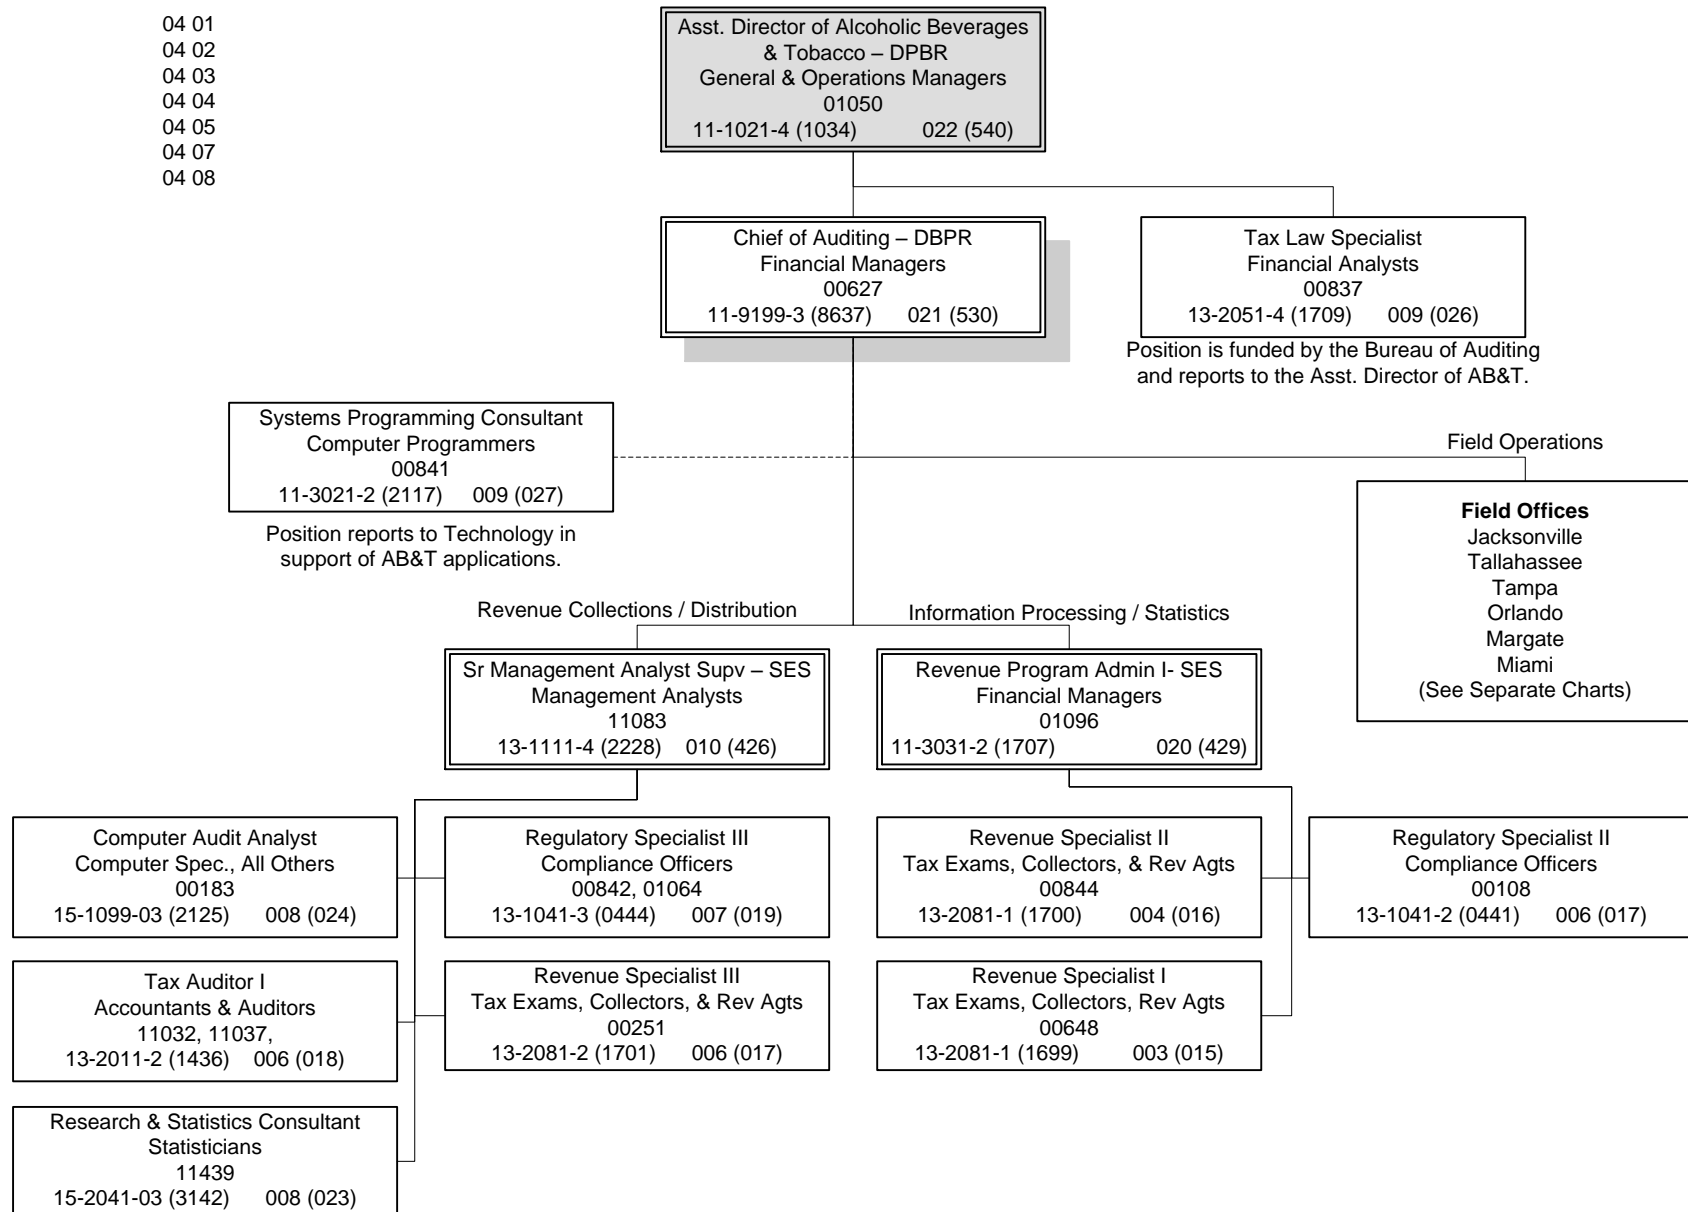 04 01
04 02
04 03
04 04
04 05
04 07
04 08
Asst. Director of Alcoholic Beverages
& Tobacco – DPBR
General & Operations Managers
01050
11-1021-4 (1034) 022 (540)
Chief of Auditing – DBPR
Financial Managers
00627
11-9199-3 (8637) 021 (530)
Tax Law Specialist
Financial Analysts
00837
13-2051-4 (1709) 009 (026)
Position is funded by the Bureau of Auditing
and reports to the Asst. Director of AB&T.
Systems Programming Consultant
Computer Programmers
00841
11-3021-2 (2117) 009 (027)
Position reports to Technology in
support of AB&T applications.
Field Operations
Field Offices
Jacksonville
Tallahassee
Tampa
Orlando
Margate
Miami
(See Separate Charts)
Revenue Collections / Distribution
Information Processing / Statistics
Sr Management Analyst Supv – SES
Management Analysts
11083
13-1111-4 (2228) 010 (426)
Revenue Program Admin I- SES
Financial Managers
01096
11-3031-2 (1707) 020 (429)
Computer Audit Analyst
Computer Spec., All Others
00183
15-1099-03 (2125) 008 (024)
Regulatory Specialist III
Compliance Officers
00842, 01064
13-1041-3 (0444) 007 (019)
Revenue Specialist II
Tax Exams, Collectors, & Rev Agts
00844
13-2081-1 (1700) 004 (016)
Regulatory Specialist II
Compliance Officers
00108
13-1041-2 (0441) 006 (017)
Tax Auditor I
Accountants & Auditors
11032, 11037,
13-2011-2 (1436) 006 (018)
Revenue Specialist III
Tax Exams, Collectors, & Rev Agts
00251
13-2081-2 (1701) 006 (017)
Revenue Specialist I
Tax Exams, Collectors, Rev Agts
00648
13-2081-1 (1699) 003 (015)
Research & Statistics Consultant
Statisticians
11439
15-2041-03 (3142) 008 (023)